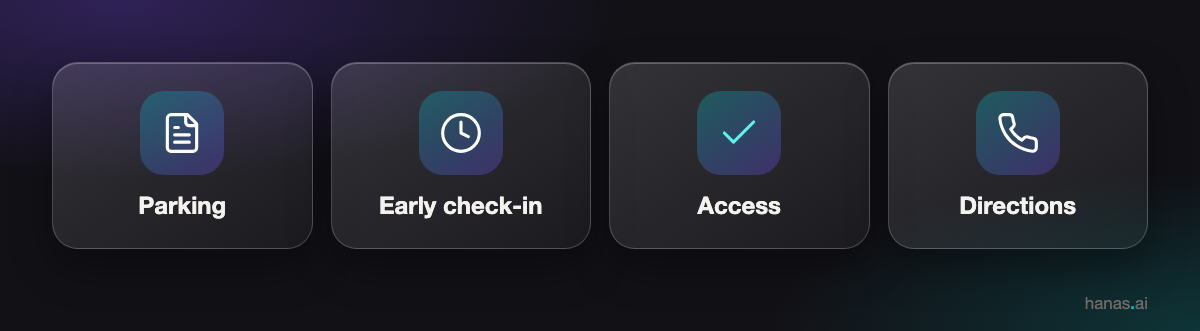 Parking
Early check-in
Access
Directions
hanas.ai